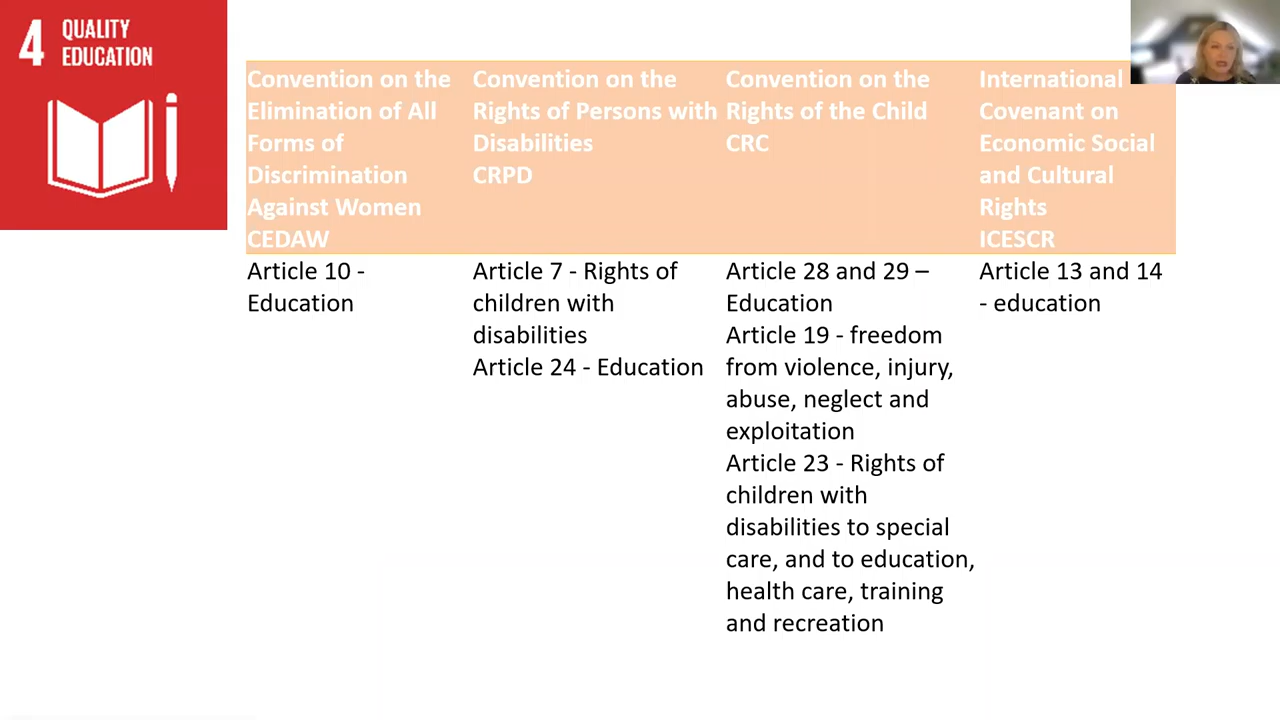 4 QUALITY
EDUCATION
Convention on the
Elimination of All
Forms of
Discrimination
Against Women
CEDAW
Convention on the
Rights of Persons with
Disabilities
CRPD
Convention on the
Rights of the Child
CRC
International
Covenant on
Economic Social
and Cultural
Rights
ICESCR
Article 10 -
Education
Article 7 - Rights of
children with
disabilities
Article 24 - Education
Article 28 and 29 –
Education
Article 19 - freedom
from violence, injury,
abuse, neglect and
exploitation
Article 23 - Rights of
children with
disabilities to special
care, and to education,
health care, training
and recreation
Article 13 and 14
- education